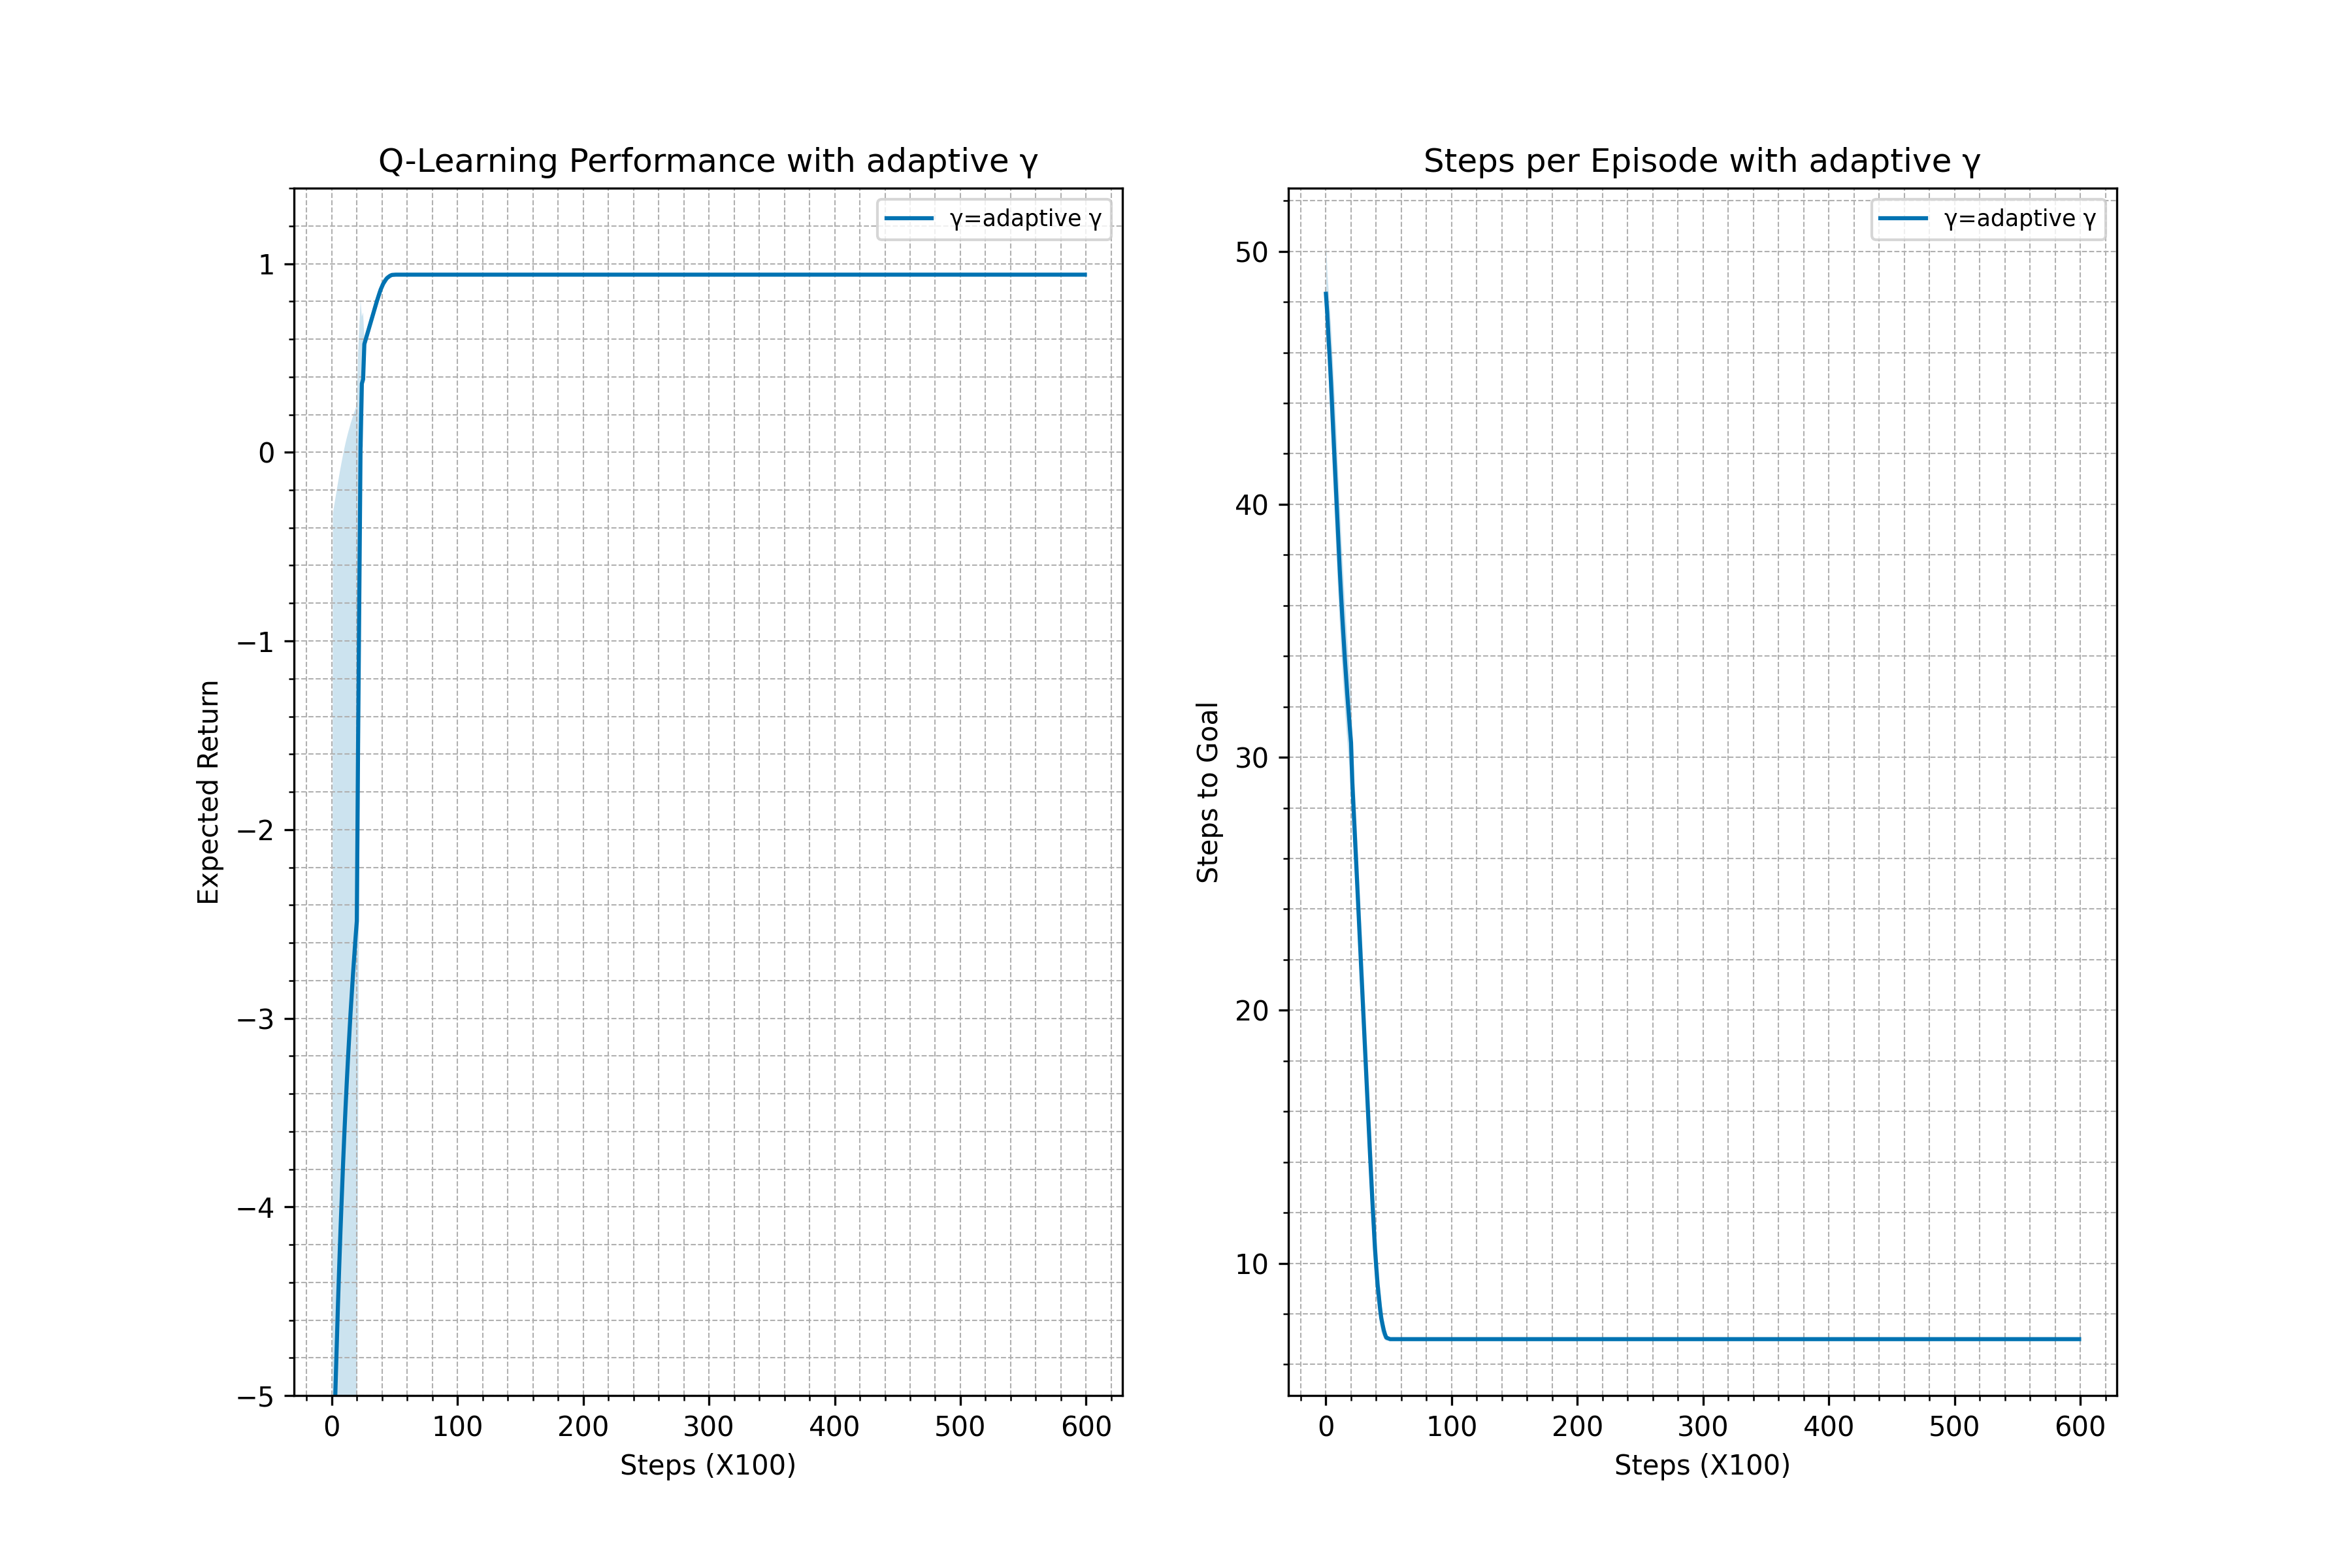 Q-Learning Performance with adaptive γ
γ=adaptive γ
1
0
−1
−2
−3
−4
−5
Expected Return
0 100 200 300 400 500 600
Steps (X100)
Steps per Episode with adaptive γ
γ=adaptive γ
50
40
30
20
10
Steps to Goal
0 100 200 300 400 500 600
Steps (X100)